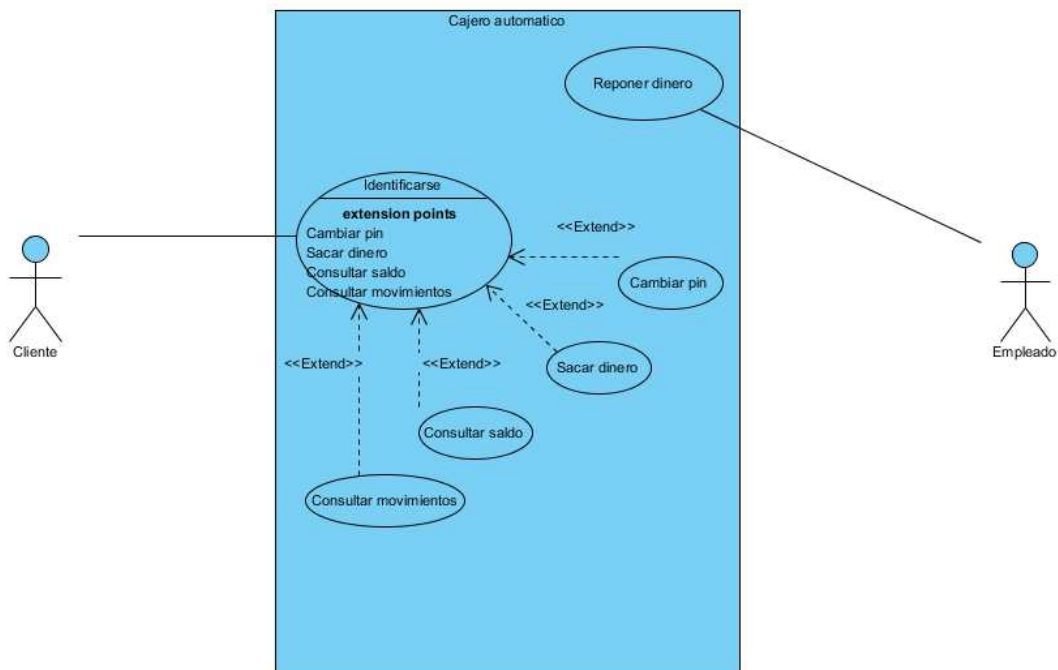 Cajero automatico
Reponer dinero
Identificarse
extension points
Cambiar pin
Sacar dinero
Consultar saldo
Consultar movimientos
<<Extend>>
Cambiar pin
<<Extend>>
Sacar dinero
Cliente
Empleado
<<Extend>>
<<Extend>>
Consultar saldo
Consultar movimientos